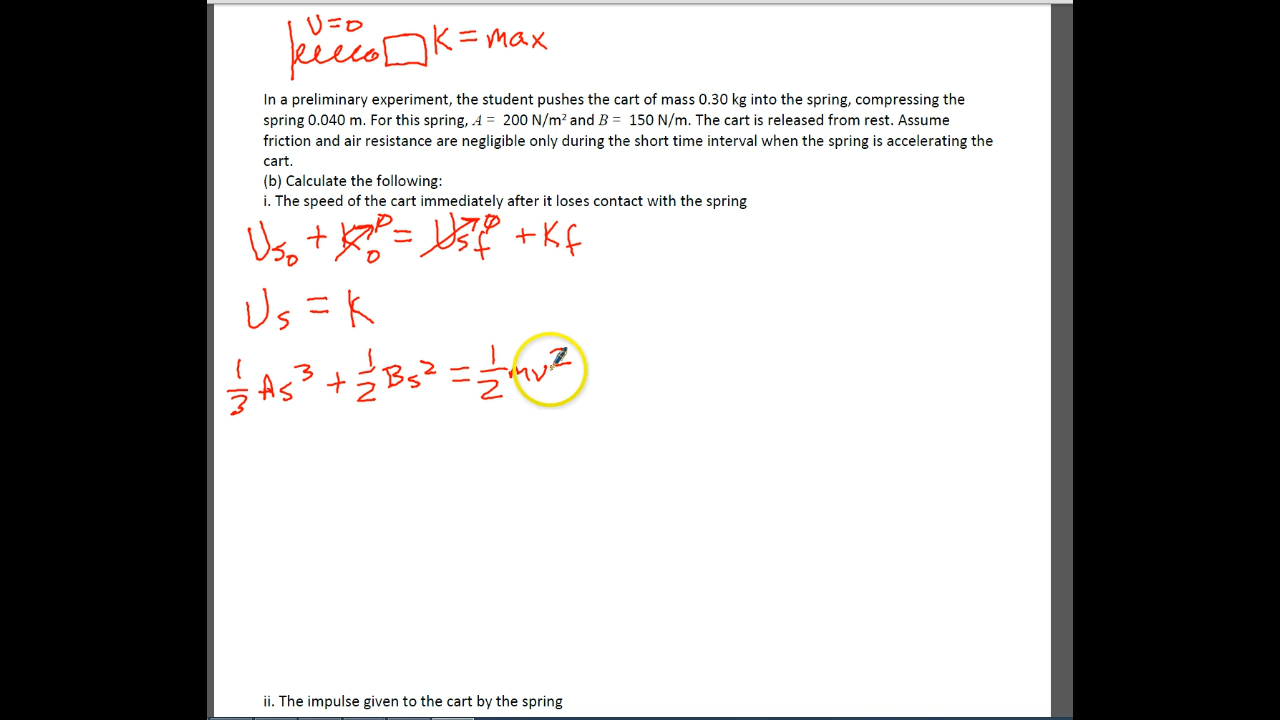 U=0
K = max
In a preliminary experiment, the student pushes the cart of mass 0.30 kg into the spring, compressing the
spring 0.040 m. For this spring, A = 200 N/m² and B = 150 N/m. The cart is released from rest. Assume
friction and air resistance are negligible only during the short time interval when the spring is accelerating the
cart.
(b) Calculate the following:
i. The speed of the cart immediately after it loses contact with the spring
Us₀ + K₀ = Usf + Kf
Us = K
1/3 As³ + 1/2 Bs² = 1/2 mv²
ii. The impulse given to the cart by the spring